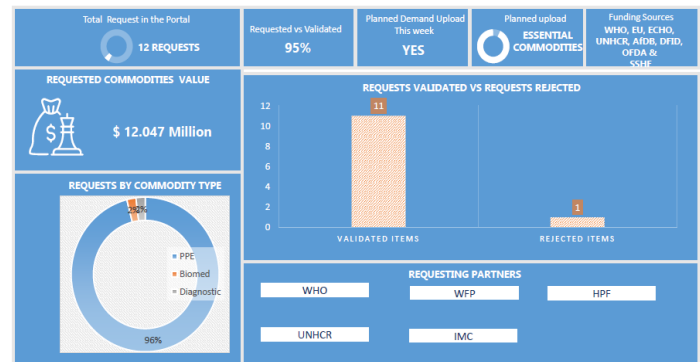 Total Request in the Portal
12 REQUESTS
Requested vs Validated
95%
Planned Demand Upload
This week
YES
Planned upload
ESSENTIAL
COMMODITIES
Funding Sources
WHO, EU, ECHO,
UNHCR, AfDB, DFID,
OFDA &
SSHF
REQUESTED COMMODITIES VALUE
$
$ 12.047 Million
REQUESTS VALIDATED VS REQUESTS REJECTED
12
10
8
6
4
2
0
11
1
VALIDATED ITEMS
REJECTED ITEMS
REQUESTS BY COMMODITY TYPE
2%
2%
PPE
Biomed
Diagnostic
96%
REQUESTING PARTNERS
WHO
WFP
HPF
UNHCR
IMC